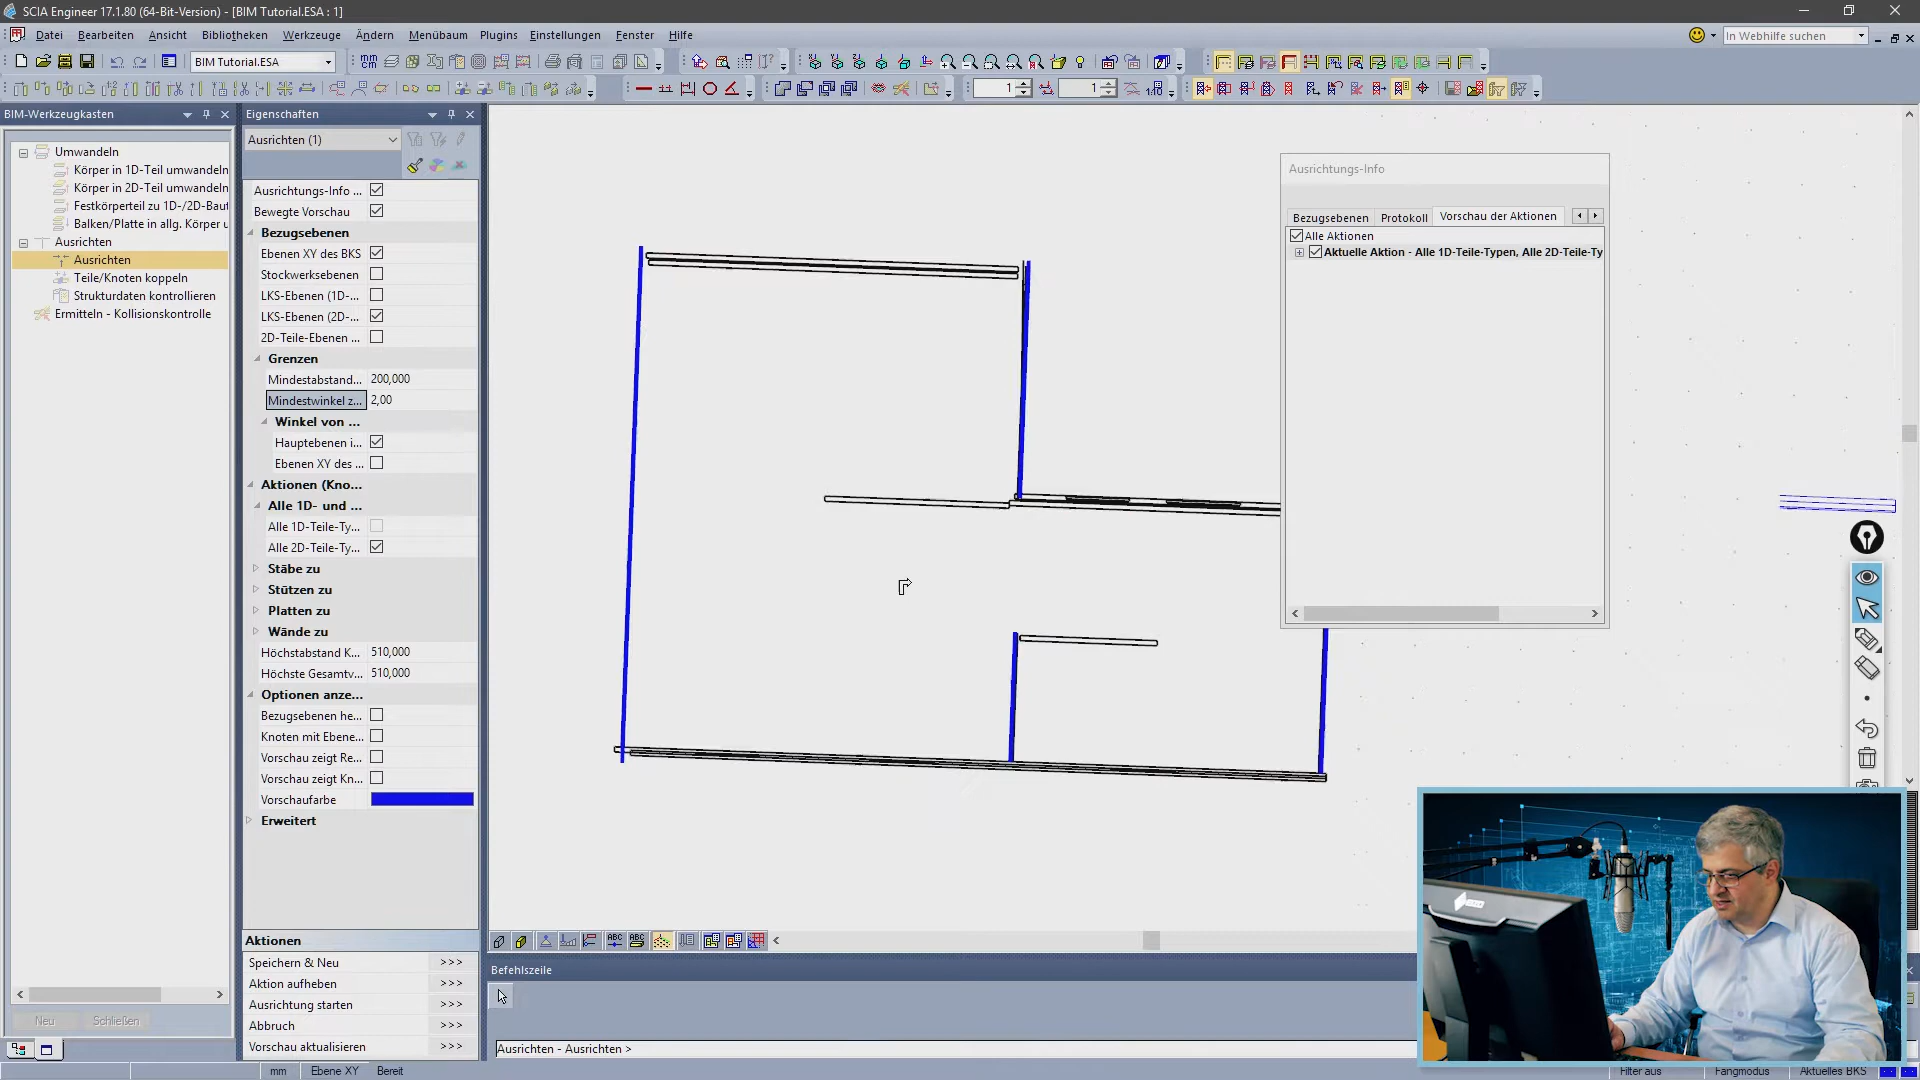 SCIA Engineer 17.1.80 (64-Bit-Version) - [BIM Tutorial.ESA : 1]
Datei Bearbeiten Ansicht Bibliotheken Werkzeuge Ändern Menübaum Plugins Einstellungen Fenster Hilfe
In Webhilfe suchen
BIM Tutorial.ESA
1 1
BIM-Werkzeugkasten
Umwandeln
Körper in 1D-Teil umwandeln
Körper in 2D-Teil umwandeln
Festkörperteil zu 1D-/2D-Baut
Balken/Platte in allg. Körper u
Ausrichten
Ausrichten
Teile/Knoten koppeln
Strukturdaten kontrollieren
Ermitteln - Kollisionskontrolle
Neu Schließen
Eigenschaften
Ausrichten (1)
Ausrichtungs-Info ...
Bewegte Vorschau
Bezugsebenen
Ebenen XY des BKS
Stockwerksebenen
LKS-Ebenen (1D-...
LKS-Ebenen (2D-...
2D-Teile-Ebenen ...
Grenzen
Mindestabstand... 200,000
Mindestwinkel z... 2,00
Winkel von ...
Hauptebenen i...
Ebenen XY des ...
Aktionen (Kno...
Alle 1D- und ...
Alle 1D-Teile-Ty...
Alle 2D-Teile-Ty...
Stäbe zu
Stützen zu
Platten zu
Wände zu
Höchstabstand K... 510,000
Höchste Gesamtv... 510,000
Optionen anze...
Bezugsebenen he...
Knoten mit Ebene...
Vorschau zeigt Re...
Vorschau zeigt Kn...
Vorschaufarbe
Erweitert
Aktionen
Speichern & Neu >>>
Aktion aufheben >>>
Ausrichtung starten >>>
Abbruch >>>
Vorschau aktualisieren >>>
Ausrichtungs-Info
Bezugsebenen Protokoll Vorschau der Aktionen
Alle Aktionen
Aktuelle Aktion - Alle 1D-Teile-Typen, Alle 2D-Teile-Ty
Befehlszeile
Ausrichten - Ausrichten >
mm Ebene XY Bereit
Filter aus Fangmodus Aktuelles BKS